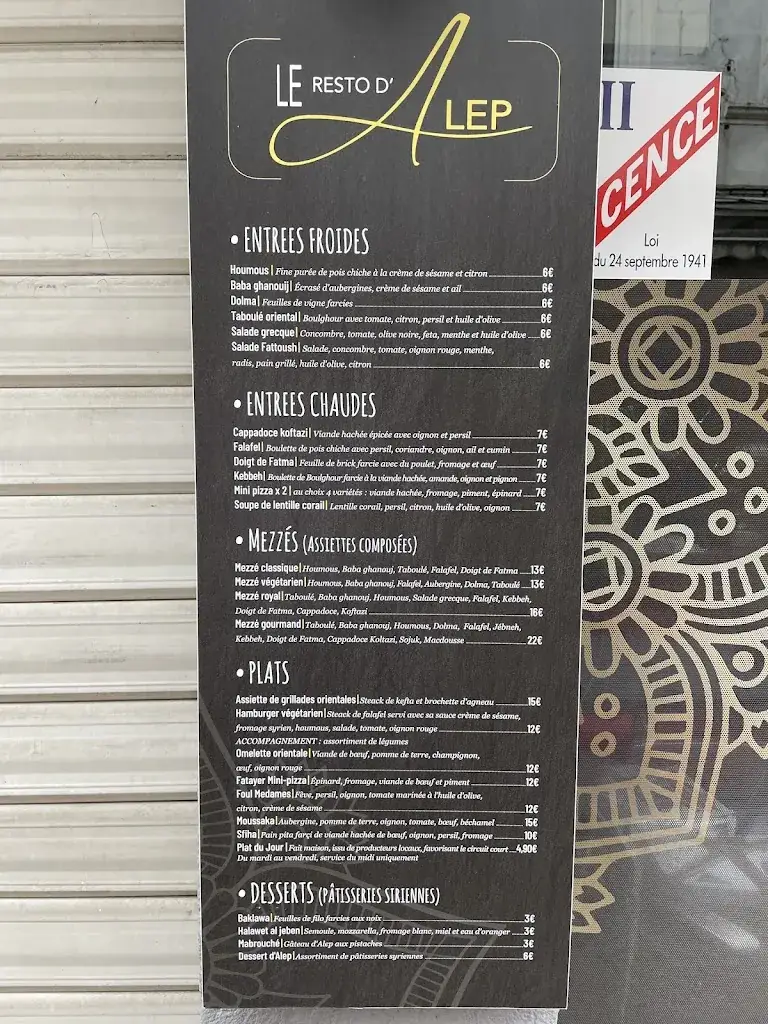 LE RESTO D'ALEP
II
CENCE
Loi
du 24 septembre 1941
• ENTREES FROIDES
Houmous | Fine purée de pois chiche à la crème de sésame et citron 6€
Baba ghanouij | Écrasé d'aubergines, crème de sésame et ail 6€
Dolma | Feuilles de vigne farcies 6€
Taboulé oriental | Boulghour avec tomate, citron, persil et huile d'olive 6€
Salade grecque | Concombre, tomate, olive noire, feta, menthe et huile d'olive 6€
Salade Fattoush | Salade, concombre, tomate, oignon rouge, menthe,
radis, pain grillé, huile d'olive, citron 6€
• ENTREES CHAUDES
Cappadoce koftazi | Viande hachée épicée avec oignon et persil 7€
Falafel | Boulette de pois chiche avec persil, coriandre, oignon, ail et cumin 7€
Doigt de Fatma | Feuille de brick farcie avec du poulet, fromage et œuf 7€
Kebbeh | Boulette de Boulghour farcie à la viande hachée, amande, oignon et pignon 7€
Mini pizza x 2 | au choix 4 variétés : viande hachée, fromage, piment, épinard 7€
Soupe de lentille corail | Lentille corail, persil, citron, huile d'olive, oignon 7€
• MEZZÉS (ASSIETTES COMPOSÉES)
Mezzé classique | Houmous, Baba ghanouj, Taboulé, Falafel, Doigt de Fatma 13€
Mezzé végétarien | Houmous, Baba ghanouj, Falafel, Aubergine, Dolma, Taboulé 13€
Mezzé royal | Taboulé, Baba ghanouj, Houmous, Salade grecque, Falafel, Kebbeh,
Doigt de Fatma, Cappadoce, Koftazi 16€
Mezzé gourmand | Taboulé, Baba ghanouj, Houmous, Dolma, Falafel, Jébneh,
Kebbeh, Doigt de Fatma, Cappadoce Koltazi, Sojuk, Macdousse 22€
• PLATS
Assiette de grillades orientales | Steack de kefta et brochette d'agneau 15€
Hamburger végétarien | Steack de falafel servi avec sa sauce crème de sésame,
fromage syrien, houmous, salade, tomate, oignon rouge 12€
ACCOMPAGNEMENT : assortiment de légumes
Omelette orientale | Viande de bœuf, pomme de terre, champignon,
œuf, oignon rouge 12€
Fatayer Mini-pizza | Épinard, fromage, viande de bœuf et piment 12€
Foul Medames | Fève, persil, oignon, tomate marinée à l'huile d'olive,
citron, crème de sésame 12€
Moussaka | Aubergine, pomme de terre, oignon, tomate, bœuf, béchamel 15€
Sfiha | Pain pita farçi de viande hachée de bœuf, oignon, persil, fromage 10€
Plat du Jour | Fait maison, issu de producteurs locaux, favorisant le circuit court 4,90€
Du mardi au vendredi, service du midi uniquement
• DESSERTS (PÂTISSERIES SIRIENNES)
Baklawa | Feuilles de filo farcies aux noix 3€
Halawet al jeben | Semoule, mozzarella, fromage blanc, miel et eau d'oranger 3€
Mabrouché | Gâteau d'Alep aux pistaches 3€
Dessert d'Alep | Assortiment de pâtisseries syriennes 6€